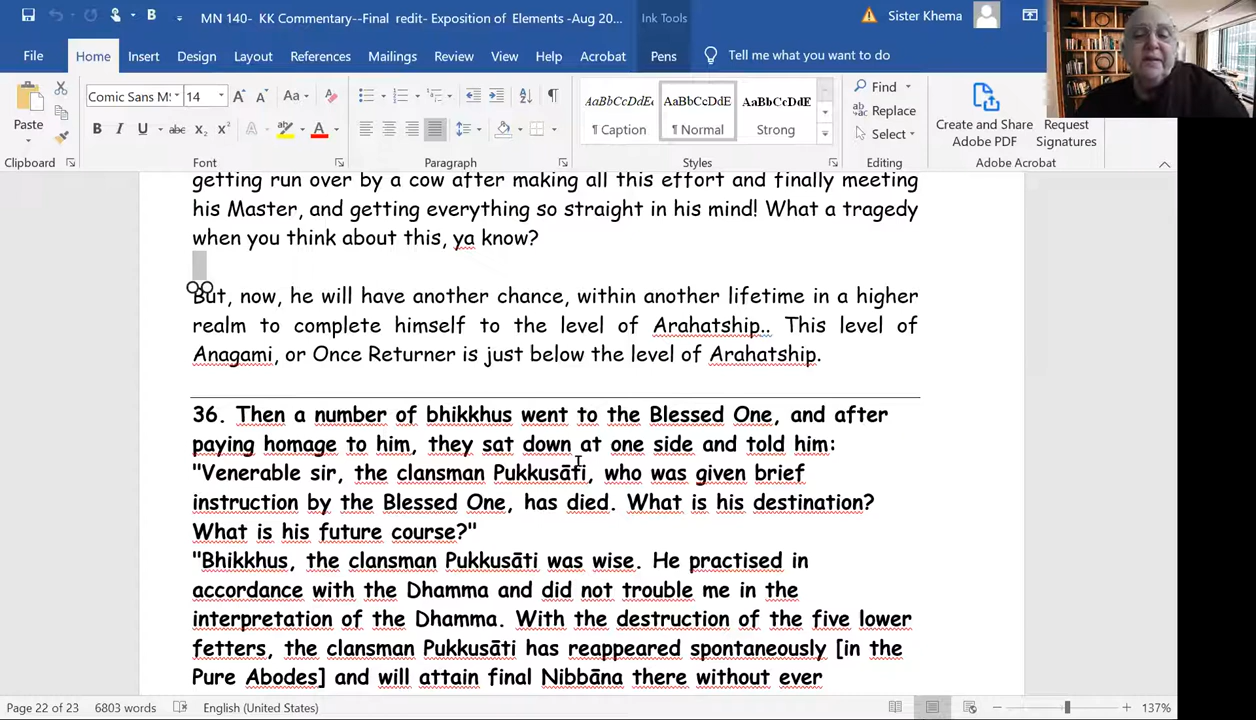 MN 140- KK Commentary--Final redit- Exposition of Elements -Aug 20...
Ink Tools
Sister Khema
File Home Insert Design Layout References Mailings Review View Help Acrobat Pens Tell me what you want to do
Paste
Comic Sans M 14
AaBbCcDdE AaBbCcDdE AaBbCcDdE
¶ Caption ¶ Normal Strong
Find
Replace
Select
Create and Share Adobe PDF
Request Signatures
Clipboard Font Paragraph Styles Editing Adobe Acrobat
getting run over by a cow after making all this effort and finally meeting
his Master, and getting everything so straight in his mind! What a tragedy
when you think about this, ya know?
But, now, he will have another chance, within another lifetime in a higher
realm to complete himself to the level of Arahatship.. This level of
Anagami, or Once Returner is just below the level of Arahatship.
36. Then a number of bhikkhus went to the Blessed One, and after
paying homage to him, they sat down at one side and told him:
"Venerable sir, the clansman Pukkusāti, who was given brief
instruction by the Blessed One, has died. What is his destination?
What is his future course?"
"Bhikkhus, the clansman Pukkusāti was wise. He practised in
accordance with the Dhamma and did not trouble me in the
interpretation of the Dhamma. With the destruction of the five lower
fetters, the clansman Pukkusāti has reappeared spontaneously [in the
Pure Abodes] and will attain final Nibbāna there without ever
Page 22 of 23 6803 words English (United States) 137%